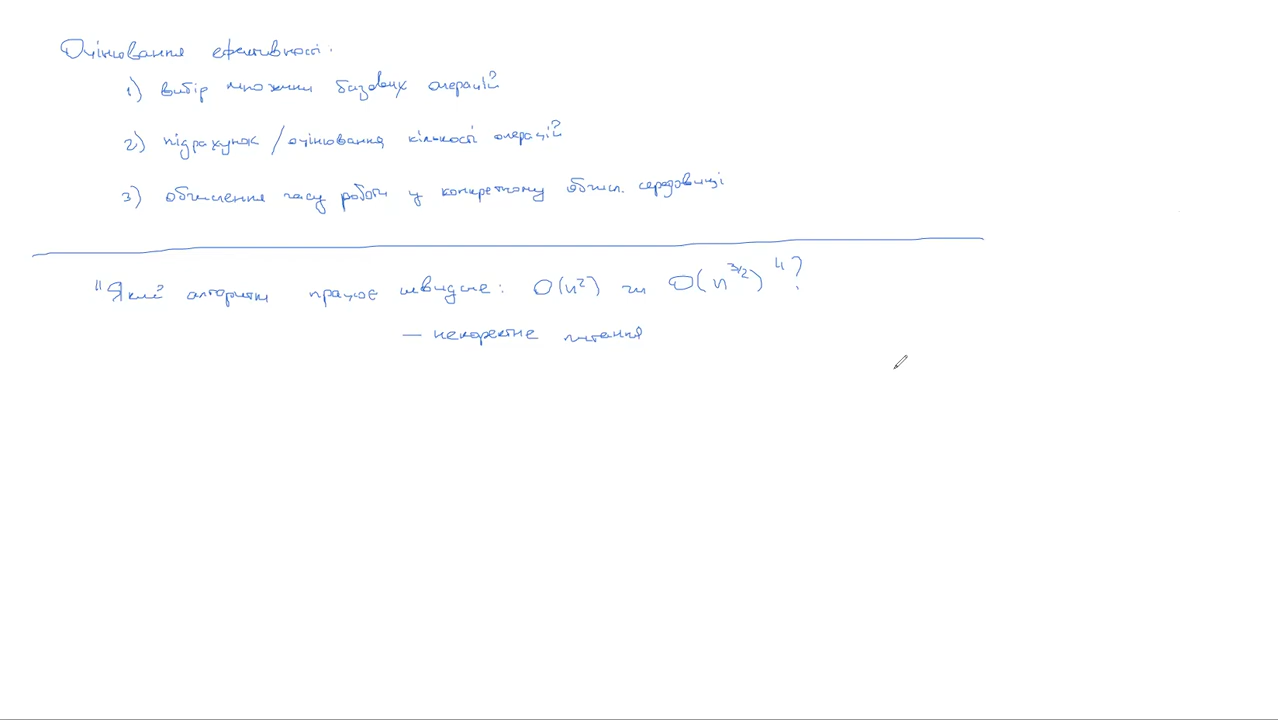 Оцінювання ефективності:
1) вибір множини базових операцій
2) підрахунок / оцінювання кількості операцій
3) обчислення часу роботи у конкретному обчисл. середовищі
"Який алгоритм працює швидше: O(n²) чи O(n^{3/2})"?
— некоректне питання